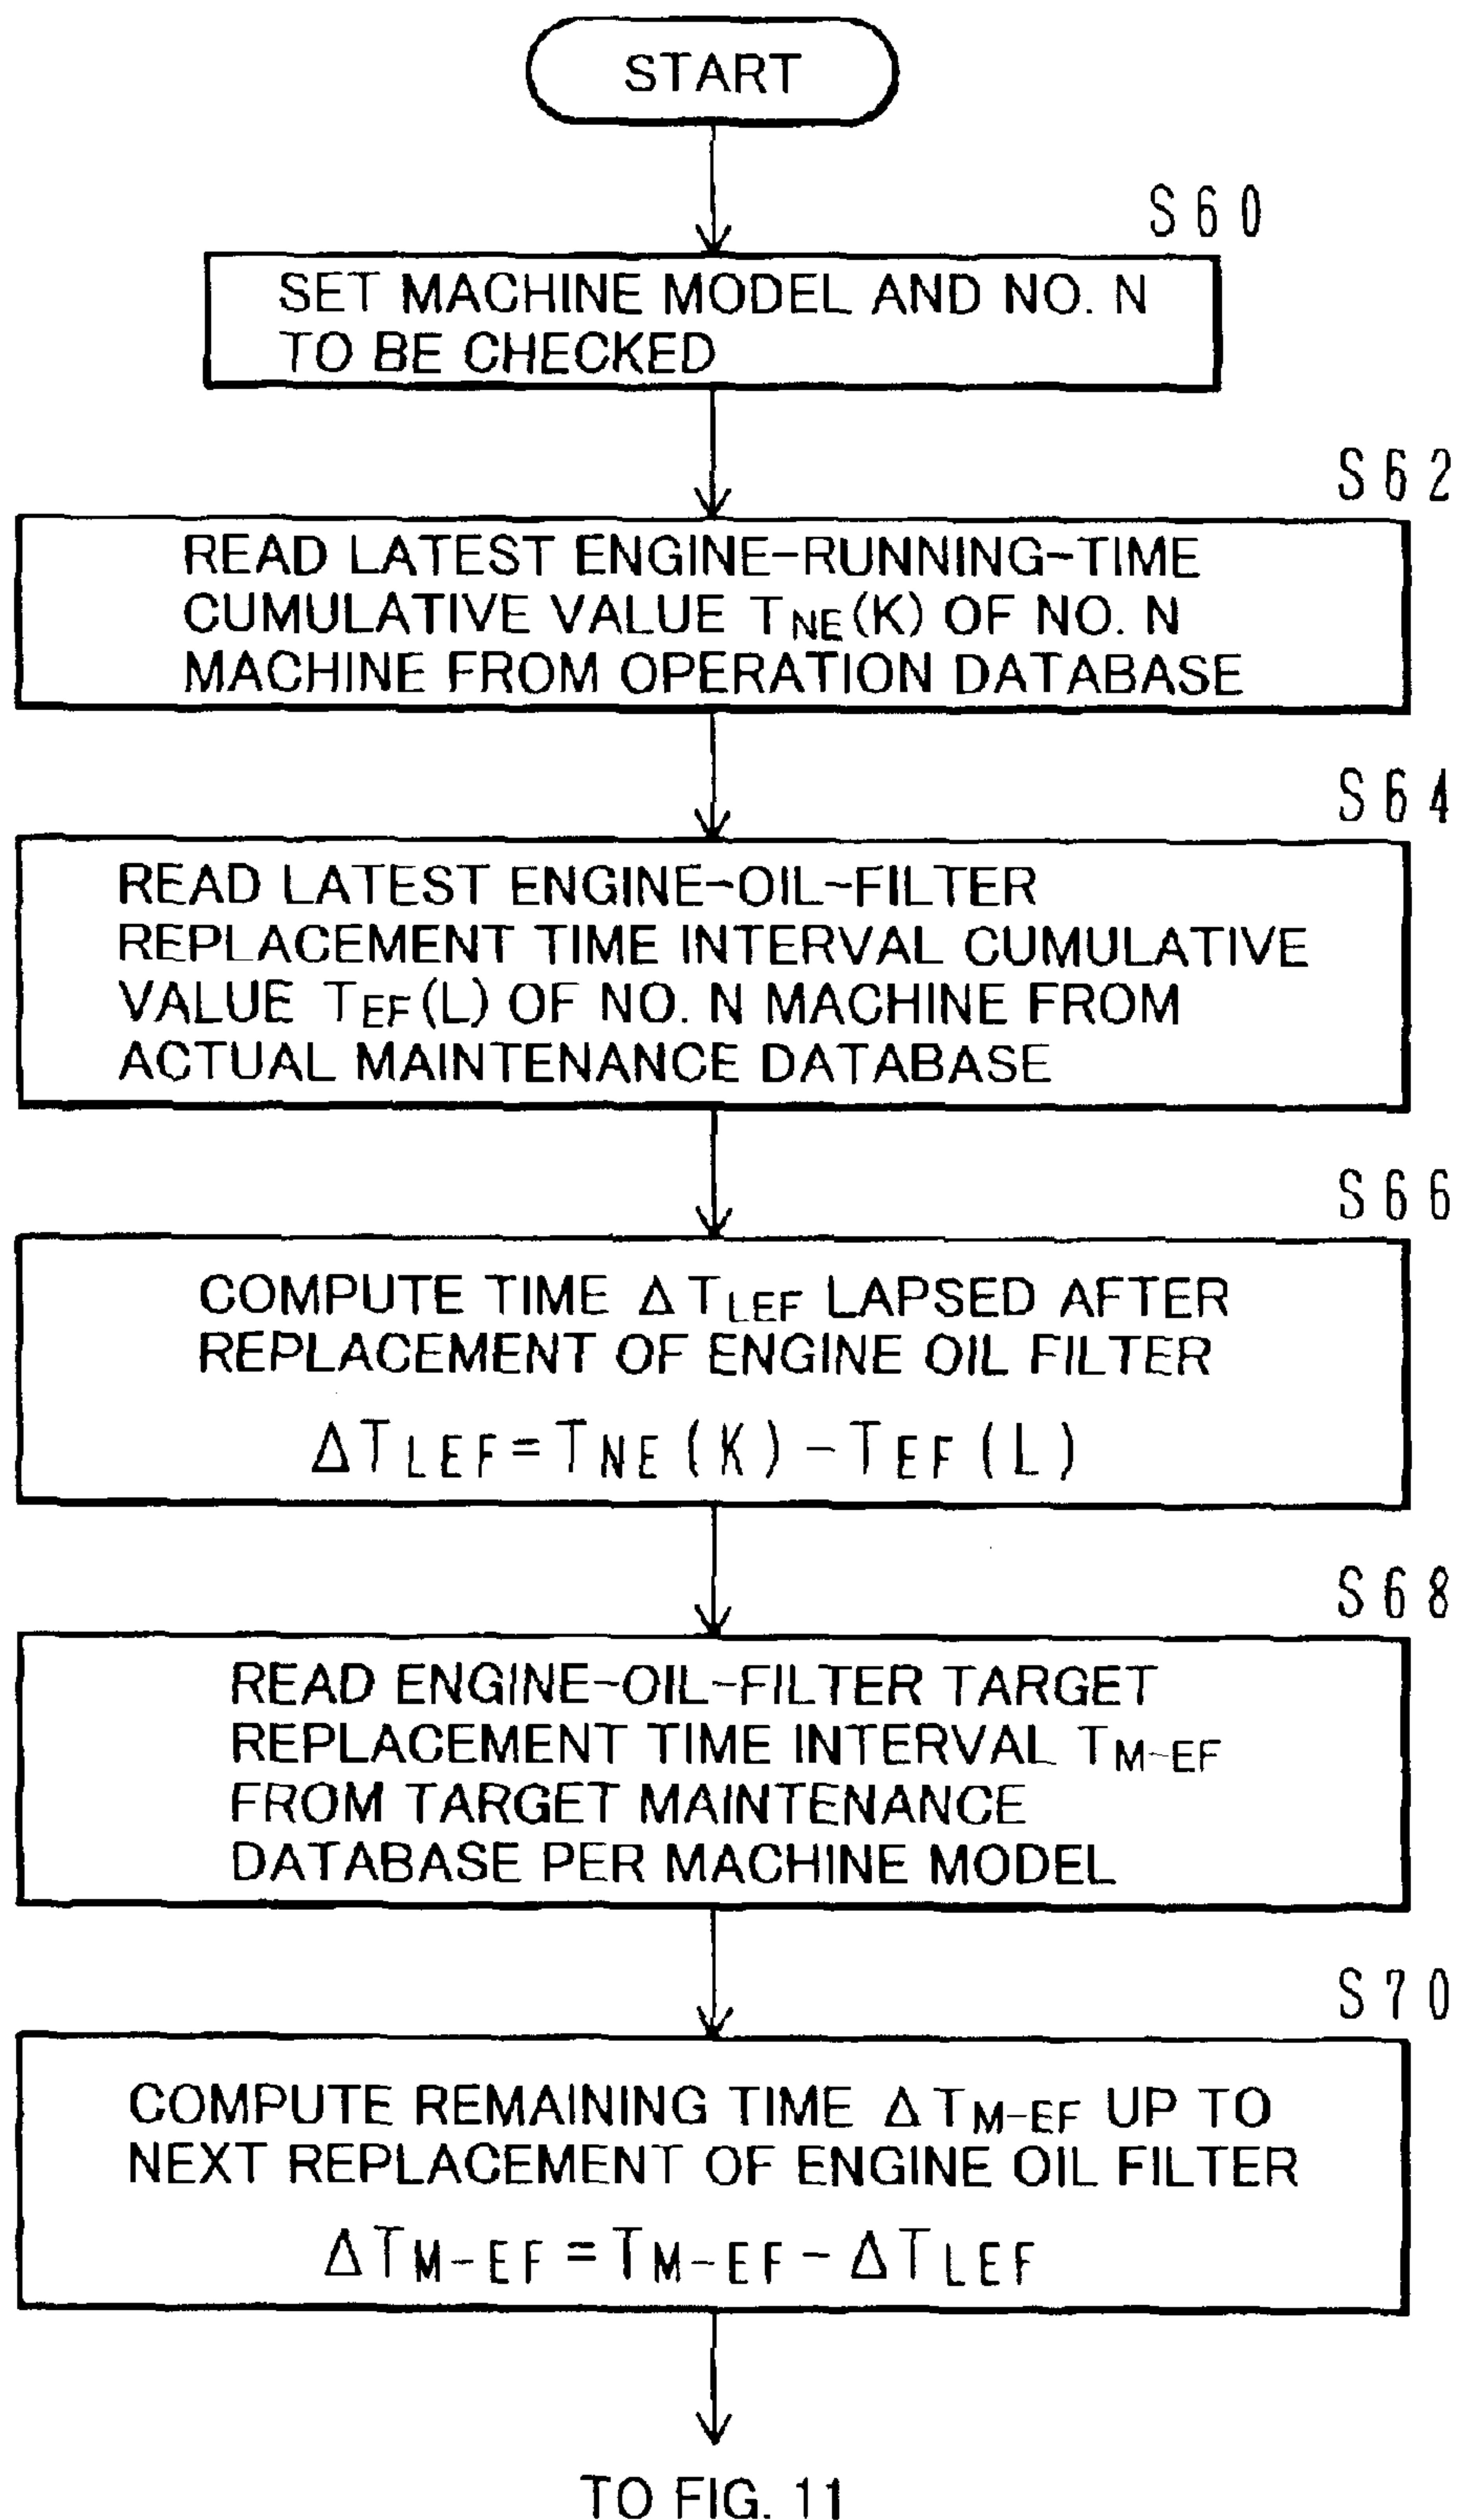 START
S60
SET MACHINE MODEL AND NO. N
TO BE CHECKED
S62
READ LATEST ENGINE-RUNNING-TIME
CUMULATIVE VALUE TNE(K) OF NO. N
MACHINE FROM OPERATION DATABASE
S64
READ LATEST ENGINE-OIL-FILTER
REPLACEMENT TIME INTERVAL CUMULATIVE
VALUE TEF(L) OF NO. N MACHINE FROM
ACTUAL MAINTENANCE DATABASE
S66
COMPUTE TIME ΔTLEF LAPSED AFTER
REPLACEMENT OF ENGINE OIL FILTER
ΔTLEF=TNE(K)-TEF(L)
S68
READ ENGINE-OIL-FILTER TARGET
REPLACEMENT TIME INTERVAL TM-EF
FROM TARGET MAINTENANCE
DATABASE PER MACHINE MODEL
S70
COMPUTE REMAINING TIME ΔTM-EF UP TO
NEXT REPLACEMENT OF ENGINE OIL FILTER
ΔTM-EF=TM-EF-ΔTLEF
TO FIG. 11